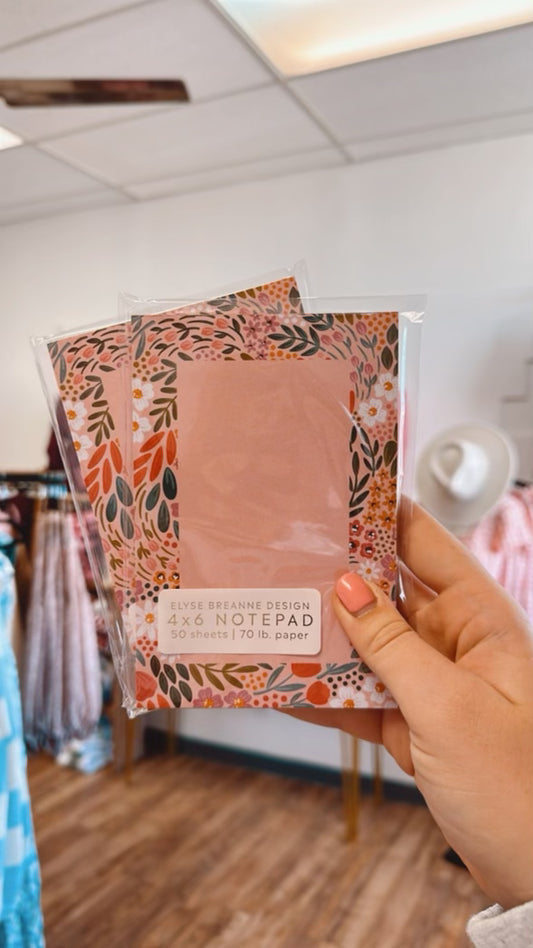 ELYSE BREANNE DESIGN
4x6 NOTEPAD
50 sheets | 70 lb. paper